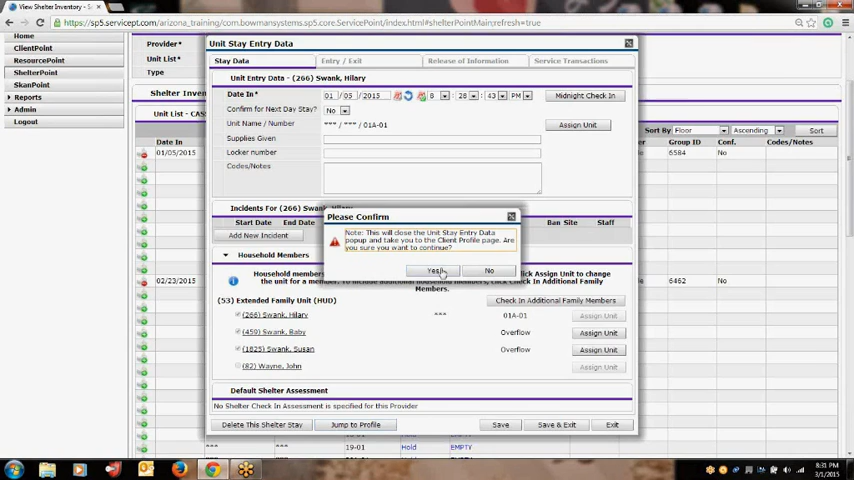 View Shelter Inventory -
https://sp5.servicept.com/arizona_training/com.bowmansystems.sp5.core.ServicePoint/index.html#shelterPointMain;refresh=true
Home
ClientPoint
ResourcePoint
ShelterPoint
SkanPoint
Reports
Admin
Logout
Provider*
Unit List*
Type
Shelter Inv
Unit List - CAS
Date In
01/05/2015
02/23/2015
Unit Stay Entry Data
Stay Data Entry / Exit Release of Information Service Transactions
Unit Entry Data - (266) Swank, Hilary
Date In* 01 / 05 / 2015 8 : 28 : 43 PM Midnight Check In
Confirm for Next Day Stay? No
Unit Name / Number *** / *** / 01A-01 Assign Unit
Supplies Given
Locker number
Codes/Notes
Incidents For (266) Swank, Hilary
Start Date End Date Ban Site Staff
Add New Incident
Please Confirm
Note: This will close the Unit Stay Entry Data
popup and take you to the Client Profile page. Are
you sure you want to continue?
Yes No
Household Members
Household members
Click Assign Unit to change
the unit for a member. To include additional household members, Click Check In Additional Family
Members.
(53) Extended Family Unit (HUD) Check In Additional Family Members
(266) Swank, Hilary *** 01A-01 Assign Unit
(459) Swank, Baby Overflow Assign Unit
(1825) Swank, Susan Overflow Assign Unit
(82) Wayne, John Assign Unit
Default Shelter Assessment
No Shelter Check In Assessment is specified for this Provider
Delete This Shelter Stay Jump to Profile Save Save & Exit Exit
Sort By Floor Ascending Sort
Group ID Conf. Codes/Notes
6584 No
6462 No
*** 19-01 Hold EMPTY
8:31 PM
3/1/2015